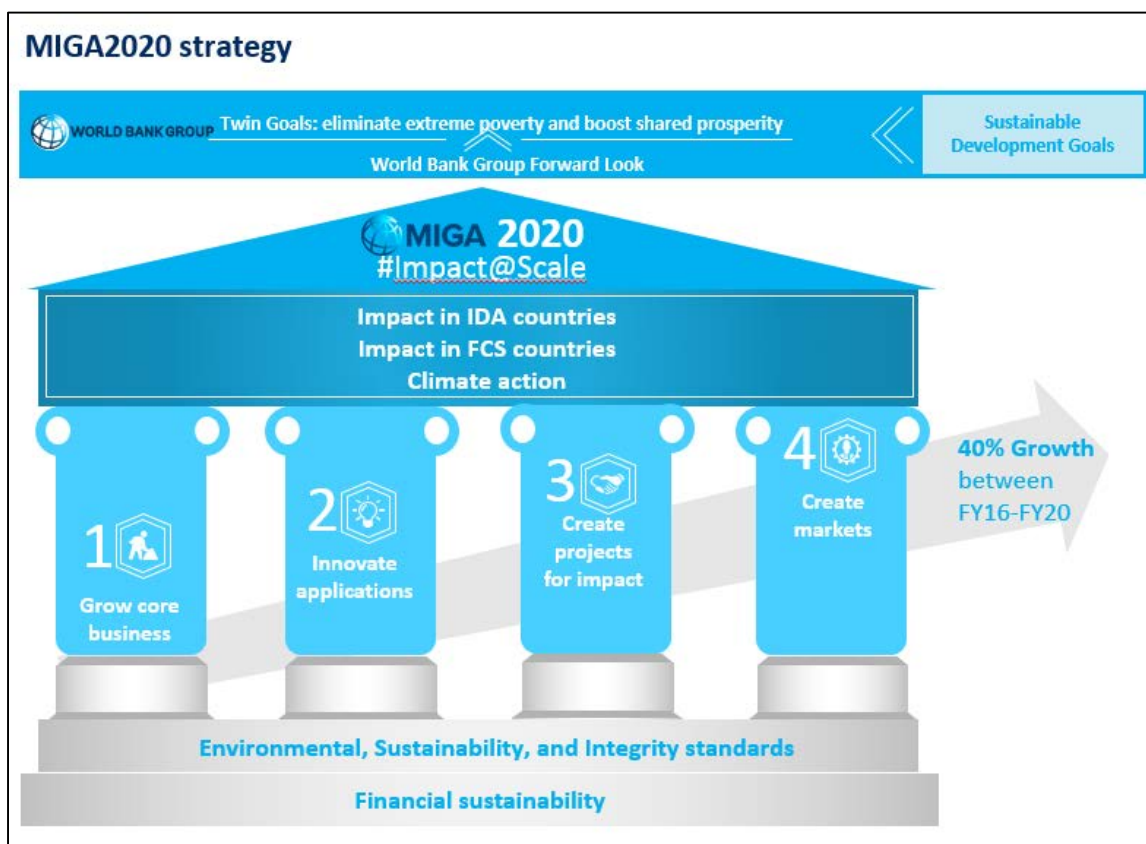 MIGA2020 strategy
WORLD BANK GROUP
Twin Goals: eliminate extreme poverty and boost shared prosperity
World Bank Group Forward Look
Sustainable
Development Goals
MIGA 2020
#Impact@Scale
Impact in IDA countries
Impact in FCS countries
Climate action
1
Grow core
business
2
Innovate
applications
3
Create
projects
for impact
4
Create
markets
40% Growth
between
FY16-FY20
Environmental, Sustainability, and Integrity standards
Financial sustainability